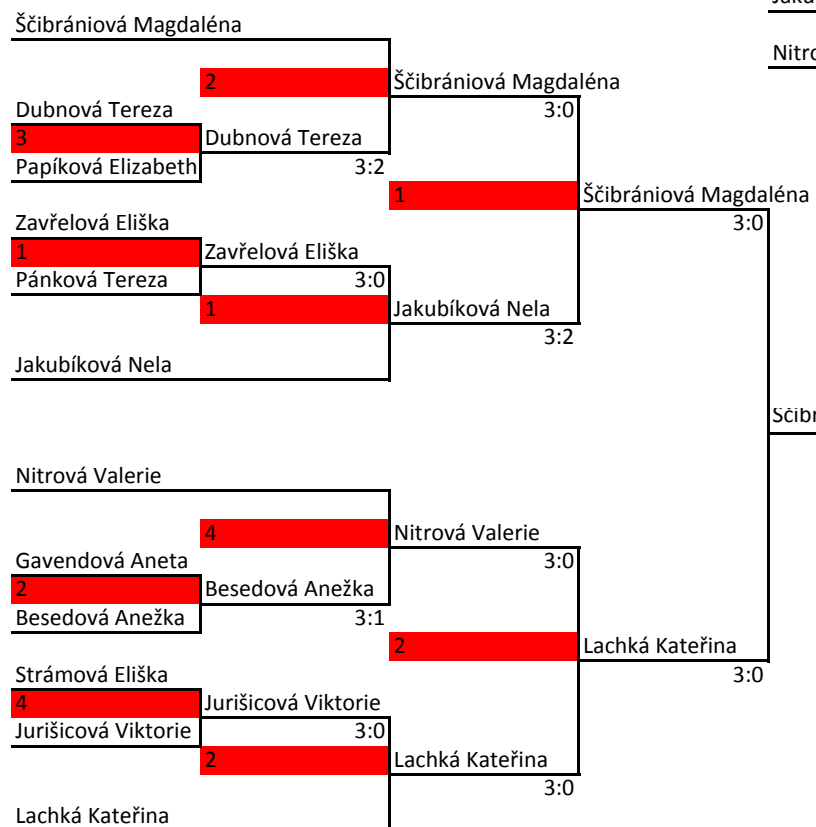 Ščibrániová Magdaléna
2
Ščibrániová Magdaléna
Dubnová Tereza
3:0
3
Dubnová Tereza
Papíková Elizabeth
3:2
1
Ščibrániová Magdaléna
Zavřelová Eliška
3:0
1
Zavřelová Eliška
Pánková Tereza
3:0
1
Jakubíková Nela
3:2
Jakubíková Nela
Nitrová Valerie
4
Nitrová Valerie
Gavendová Aneta
3:0
2
Besedová Anežka
Besedová Anežka
3:1
2
Lachká Kateřina
Strámová Eliška
3:0
4
Jurišicová Viktorie
Jurišicová Viktorie
3:0
2
Lachká Kateřina
3:0
Lachká Kateřina